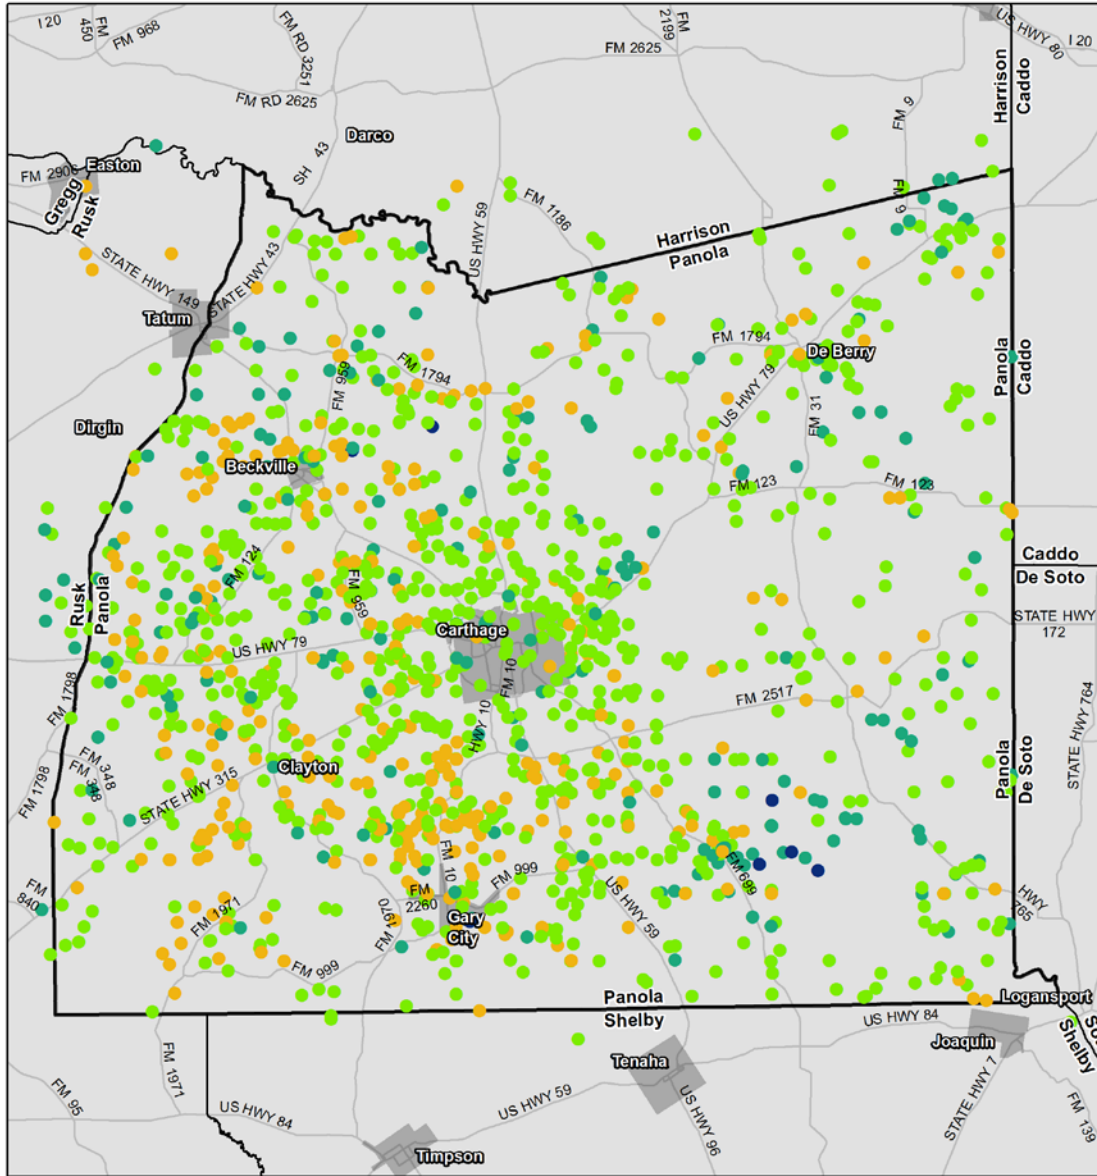 I 20
FM
450
FM 968
FM RD 3251
FM
2199
US HWY 80
I 20
FM 2625
Harrison
Caddo
FM RD 2625
FM 9
Darco
SH 43
Easton
FM 2906
Gregg
Rusk
FM 1186
FM 9
US HWY 59
Harrison
Panola
STATE HWY 43
STATE HWY 149
Tatum
FM 1794
De Berry
Panola
Caddo
FM 959
FM 1794
US HWY 79
FM 31
Dirgin
Beckville
FM 123
FM 123
Caddo
De Soto
FM 124
FM 959
Rusk
Panola
STATE HWY
172
Carthage
US HWY 79
FM 10
FM 1798
FM 2517
HWY 10
STATE HWY 764
FM 348
FM 348
FM 1798
Clayton
STATE HWY 315
Panola
De Soto
FM 10
FM 999
FM 699
FM
840
FM
2260
US HWY 59
HWY
765
FM 1971
FM 1970
Gary
City
FM 999
Panola
Shelby
Logansport
US HWY 84
Joaquin
Shelby
Tenaha
FM 1971
STATE HWY 7
FM 95
US HWY 84
US HWY 59
US HWY 96
FM 139
Timpson